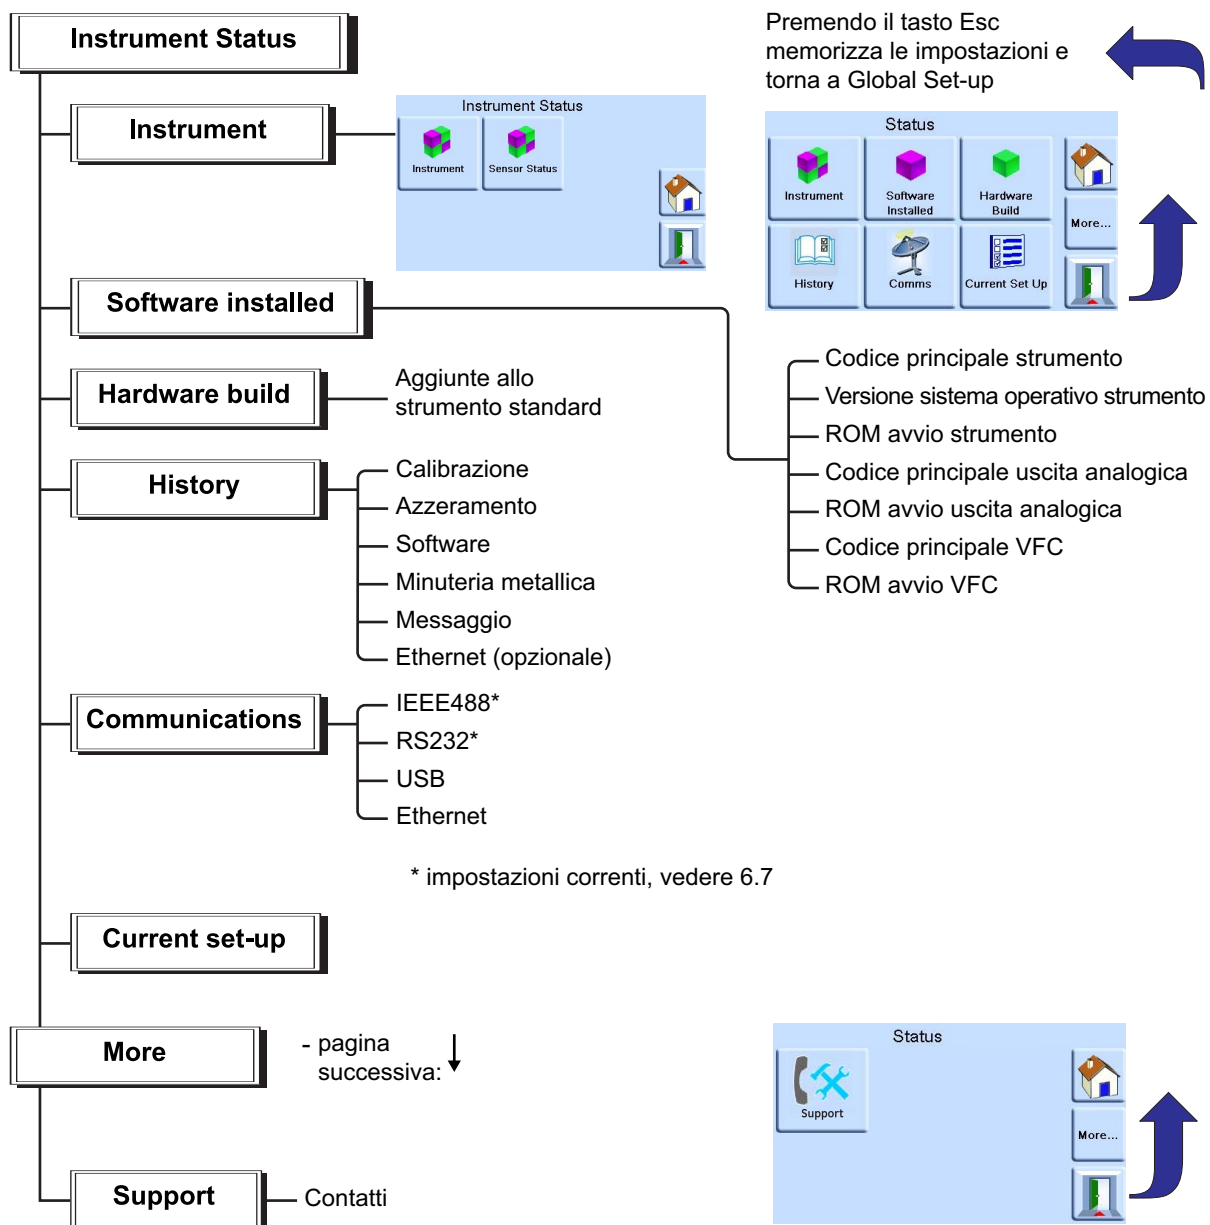 Instrument Status
Premendo il tasto Esc
memorizza le impostazioni e
torna a Global Set-up
Instrument
Instrument Status
Instrument
Sensor Status
Status
Instrument
Software
Installed
Hardware
Build
More...
History
Comms
Current Set Up
Software installed
Hardware build
Aggiunte allo
strumento standard
Codice principale strumento
Versione sistema operativo strumento
ROM avvio strumento
Codice principale uscita analogica
ROM avvio uscita analogica
Codice principale VFC
ROM avvio VFC
History
Calibrazione
Azzeramento
Software
Minuteria metallica
Messaggio
Ethernet (opzionale)
Communications
IEEE488*
RS232*
USB
Ethernet
* impostazioni correnti, vedere 6.7
Current set-up
More
- pagina
successiva:
Status
Support
More...
Support
Contatti